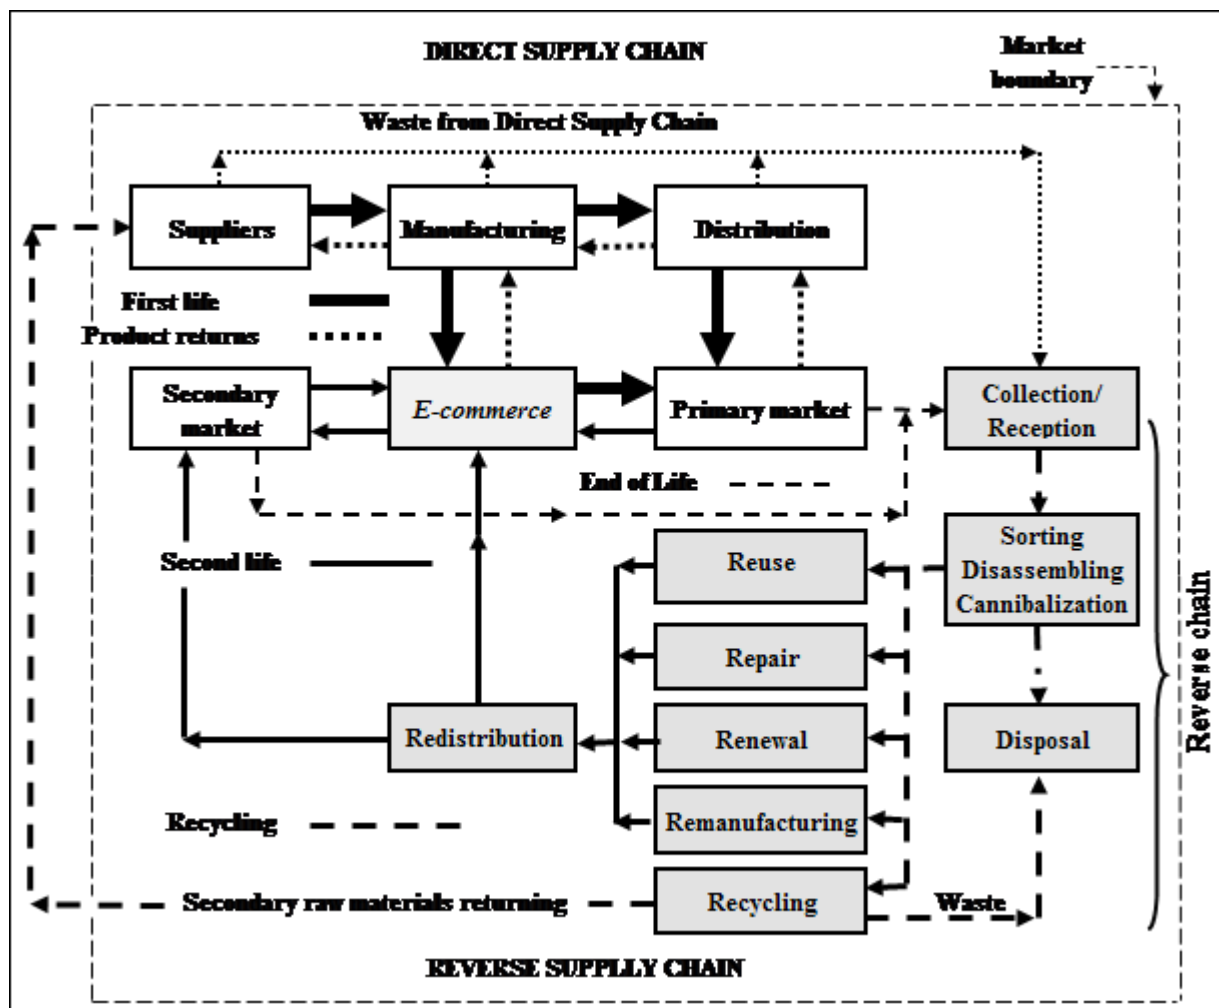 DIRECT SUPPLY CHAIN
Market
boundary
Waste from Direct Supply Chain
Suppliers
Manufacturing
Distribution
First life
Product returns
Secondary
market
E-commerce
Primary market
Collection/
Reception
End of Life
Second life
Reuse
Sorting
Disassembling
Cannibalization
Repair
Redistribution
Renewal
Disposal
Reverse chain
Recycling
Remanufacturing
Secondary raw materials returning
Recycling
Waste
REVERSE SUPPLLY CHAIN